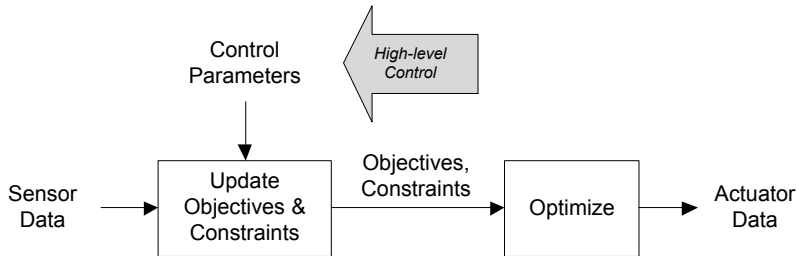 Control
Parameters
High-level
Control
Sensor
Data
Update
Objectives &
Constraints
Objectives,
Constraints
Optimize
Actuator
Data